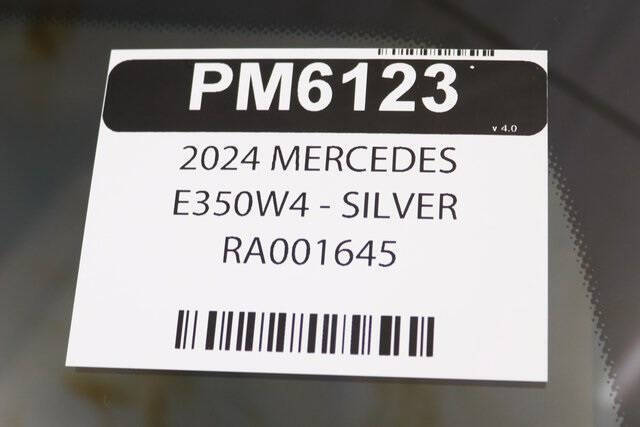 PM6123
v 4.0
2024 MERCEDES
E350W4 - SILVER
RA001645